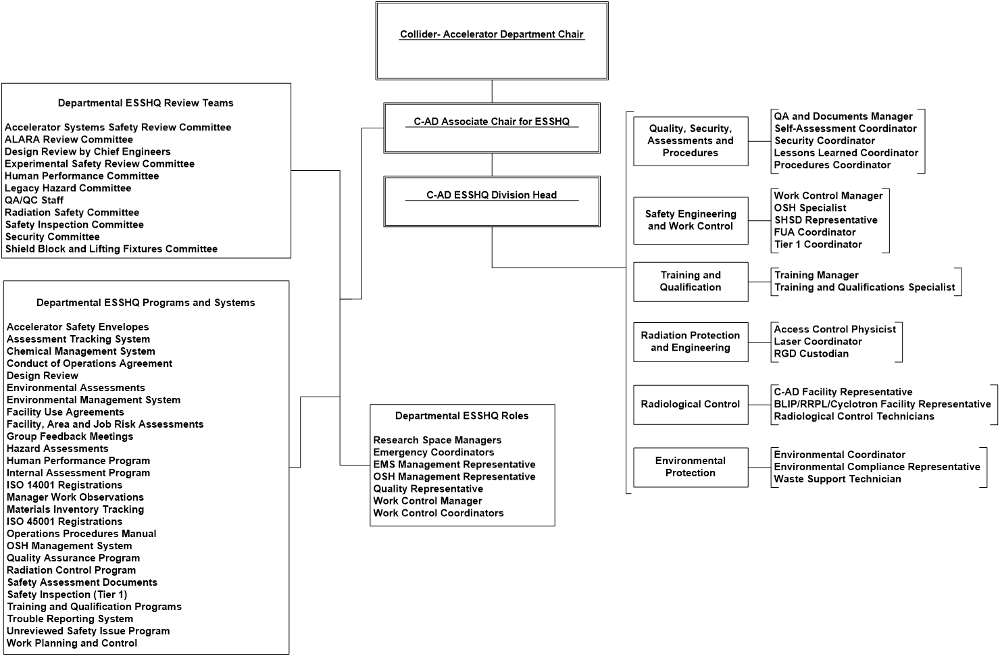 Collider- Accelerator Department Chair
C-AD Associate Chair for ESSHQ
C-AD ESSHQ Division Head
Departmental ESSHQ Review Teams
Accelerator Systems Safety Review Committee
ALARA Review Committee
Design Review by Chief Engineers
Experimental Safety Review Committee
Human Performance Committee
Legacy Hazard Committee
QA/QC Staff
Radiation Safety Committee
Safety Inspection Committee
Security Committee
Shield Block and Lifting Fixtures Committee
Departmental ESSHQ Programs and Systems
Accelerator Safety Envelopes
Assessment Tracking System
Chemical Management System
Conduct of Operations Agreement
Design Review
Environmental Assessments
Environmental Management System
Facility Use Agreements
Facility, Area and Job Risk Assessments
Group Feedback Meetings
Hazard Assessments
Human Performance Program
Internal Assessment Program
ISO 14001 Registrations
Manager Work Observations
Materials Inventory Tracking
ISO 45001 Registrations
Operations Procedures Manual
OSH Management System
Quality Assurance Program
Radiation Control Program
Safety Assessment Documents
Safety Inspection (Tier 1)
Training and Qualification Programs
Trouble Reporting System
Unreviewed Safety Issue Program
Work Planning and Control
Departmental ESSHQ Roles
Research Space Managers
Emergency Coordinators
EMS Management Representative
OSH Management Representative
Quality Representative
Work Control Manager
Work Control Coordinators
Quality, Security,
Assessments and
Procedures
QA and Documents Manager
Self-Assessment Coordinator
Security Coordinator
Lessons Learned Coordinator
Procedures Coordinator
Safety Engineering
and Work Control
Work Control Manager
OSH Specialist
SHSD Representative
FUA Coordinator
Tier 1 Coordinator
Training and
Qualification
Training Manager
Training and Qualifications Specialist
Radiation Protection
and Engineering
Access Control Physicist
Laser Coordinator
RGD Custodian
Radiological Control
C-AD Facility Representative
BLIP/RRPL/Cyclotron Facility Representative
Radiological Control Technicians
Environmental
Protection
Environmental Coordinator
Environmental Compliance Representative
Waste Support Technician